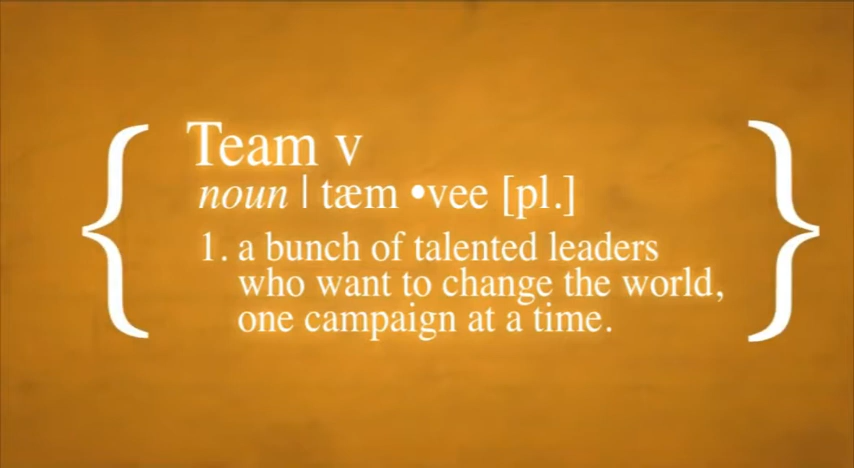 Team v
noun | tæm •vee [pl.]
1. a bunch of talented leaders
who want to change the world,
one campaign at a time.